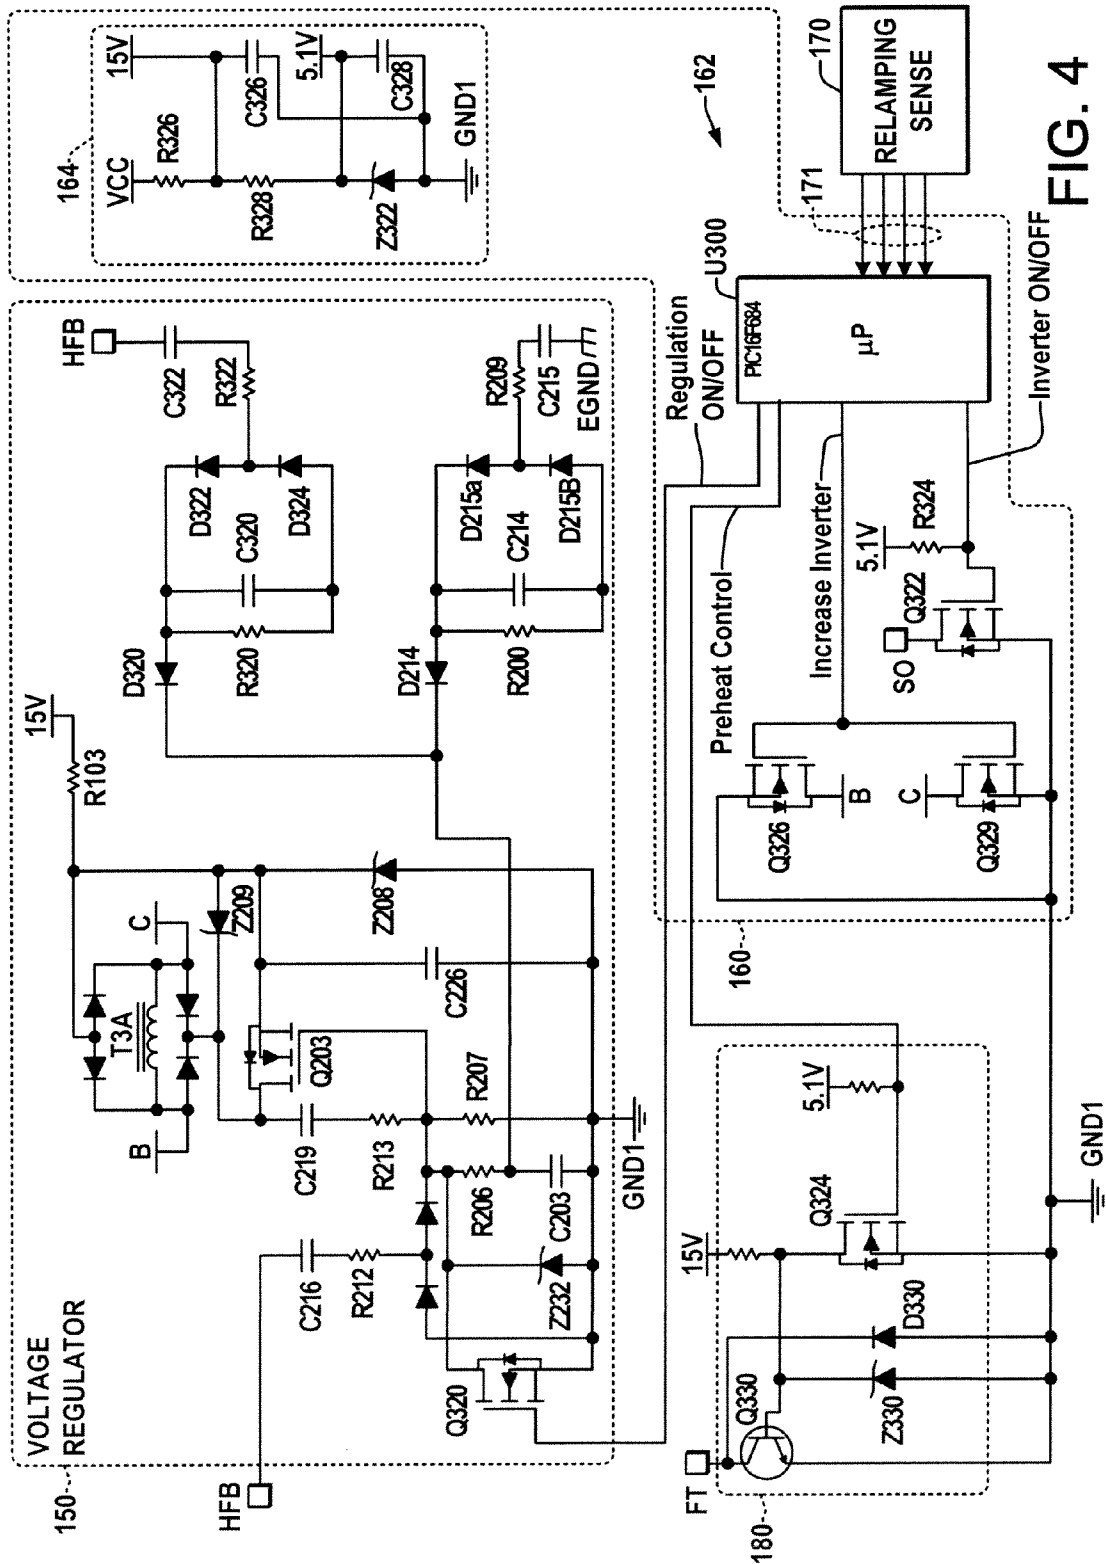 VOLTAGE
REGULATOR
150
HFB
C216
R212
Q320
Z232
B
T3A
C
C219
R213
R206
C203
R207
Q203
C226
Z209
Z208
GND1
15V
R103
D320
R320
C320
D322
D324
R322
C322
HFB
D214
R200
C214
D215a
D215B
R209
C215
EGND
164
VCC
R326
15V
C326
R328
5.1V
Z322
C328
GND1
162
Regulation
ON/OFF
Preheat Control
Increase Inverter
PIC16F684
U300
µP
171
RELAMPING
SENSE
170
Inverter ON/OFF
5.1V
R324
Q322
SO
Q326
B
C
Q329
160
5.1V
Q324
15V
D330
Z330
Q330
FT
180
GND1
FIG. 4